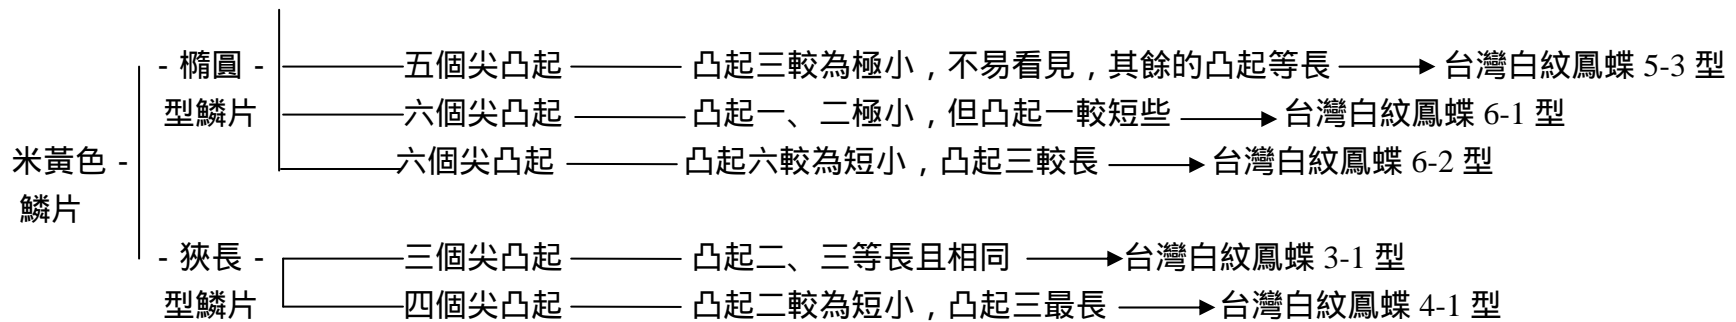 - 橢圓 - 五個尖凸起 凸起三較為極小，不易看見，其餘的凸起等長 台灣白紋鳳蝶 5-3 型
型鱗片 六個尖凸起 凸起一、二極小，但凸起一較短些 台灣白紋鳳蝶 6-1 型
米黃色 - 六個尖凸起 凸起六較為短小，凸起三較長 台灣白紋鳳蝶 6-2 型
鱗片
- 狹長 - 三個尖凸起 凸起二、三等長且相同 台灣白紋鳳蝶 3-1 型
型鱗片 四個尖凸起 凸起二較為短小，凸起三最長 台灣白紋鳳蝶 4-1 型